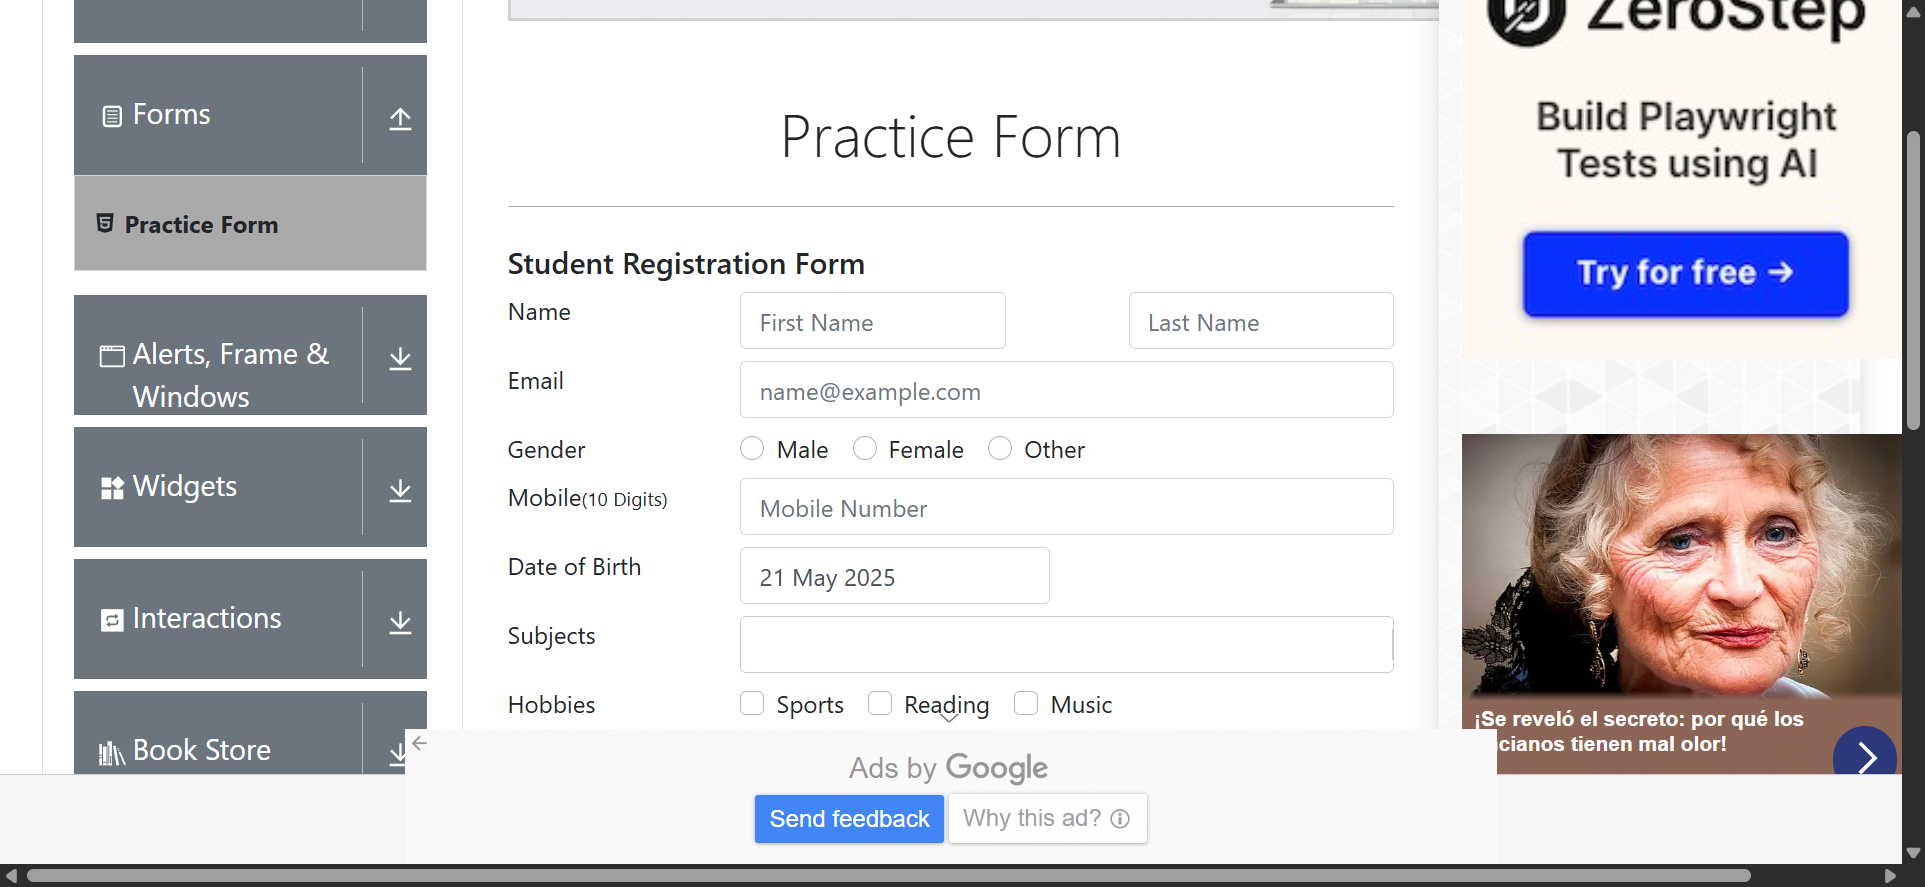 Forms
Practice Form
Alerts, Frame &
Windows
Widgets
Interactions
Book Store
Practice Form
Student Registration Form
Name
First Name
Last Name
Email
name@example.com
Gender
Male
Female
Other
Mobile(10 Digits)
Mobile Number
Date of Birth
21 May 2025
Subjects
Hobbies
Sports
Reading
Music
Ads by Google
Send feedback
Why this ad?
ZeroStep
Build Playwright
Tests using AI
Try for free →
¡Se reveló el secreto: por qué los
cianos tienen mal olor!